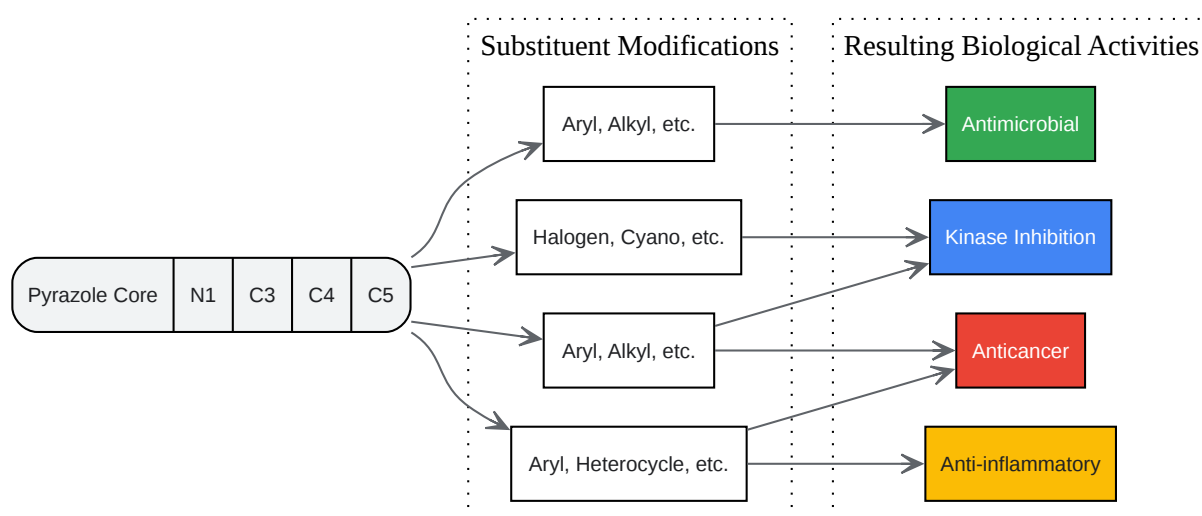 Substituent Modifications
Resulting Biological Activities
Aryl, Alkyl, etc.
Antimicrobial
Halogen, Cyano, etc.
Kinase Inhibition
Pyrazole Core
N1
C3
C4
C5
Aryl, Alkyl, etc.
Anticancer
Aryl, Heterocycle, etc.
Anti-inflammatory